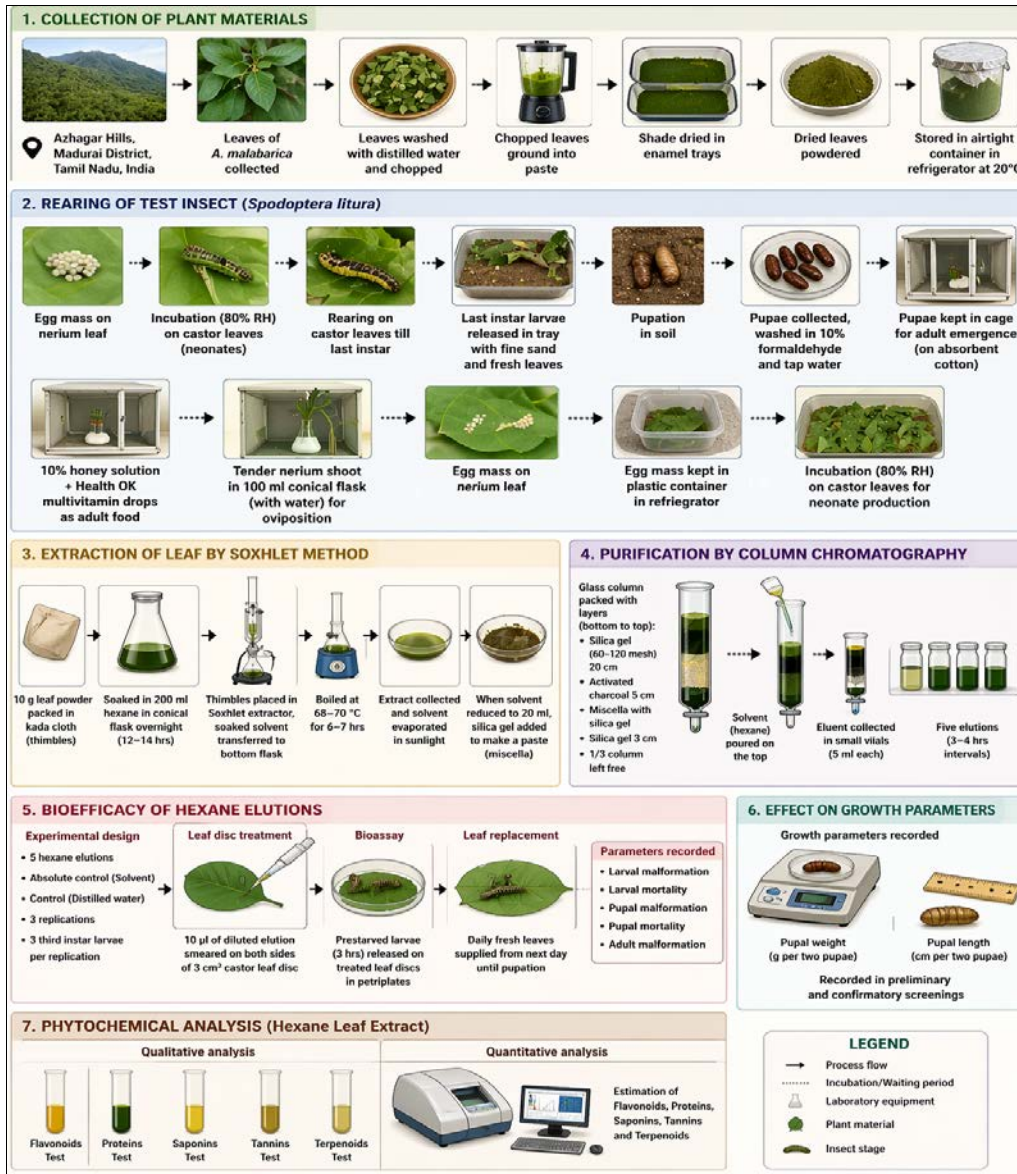 1. COLLECTION OF PLANT MATERIALS
Azhagar Hills,
Madurai District,
Tamil Nadu, India
Leaves of
A. malabarica
collected
Leaves washed
with distilled water
and chopped
Chopped leaves
ground into
paste
Shade dried in
enamel trays
Dried leaves
powdered
Stored in airtight
container in
refrigerator at 20°C
2. REARING OF TEST INSECT (Spodoptera litura)
Egg mass on
nerium leaf
Incubation (80% RH)
on castor leaves
(neonates)
Rearing on
castor leaves till
last instar
Last instar larvae
released in tray
with fine sand
and fresh leaves
Pupation
in soil
Pupae collected,
washed in 10%
formaldehyde
and tap water
Pupae kept in cage
for adult emergence
(on absorbent
cotton)
10% honey solution
+ Health OK
multivitamin drops
as adult food
Tender nerium shoot
in 100 ml conical flask
(with water) for
oviposition
Egg mass on
nerium leaf
Egg mass kept in
plastic container
in refriegrator
Incubation (80% RH)
on castor leaves for
neonate production
3. EXTRACTION OF LEAF BY SOXHLET METHOD
10 g leaf powder
packed in
kada cloth
(thimbles)
Soaked in 200 ml
hexane in conical
flask overnight
(12–14 hrs)
Thimbles placed in
Soxhlet extractor,
soaked solvent
transferred to
bottom flask
Boiled at
68–70 °C
for 6–7 hrs
Extract collected
and solvent
evaporated
in sunlight
When solvent
reduced to 20 ml,
silica gel added
to make a paste
(miscella)
4. PURIFICATION BY COLUMN CHROMATOGRAPHY
Glass column
packed with
layers
(bottom to top):
• Silica gel
(60–120 mesh)
20 cm
• Activated
charcoal 5 cm
• Miscella with
silica gel
• Silica gel 3 cm
• 1/3 column
left free
Solvent
(hexane)
poured on
the top
Eluent collected
in small viials
(5 ml each)
Five elutions
(3–4 hrs
intervals)
5. BIOEFFICACY OF HEXANE ELUTIONS
Experimental design
• 5 hexane elutions
• Absolute control (Solvent)
• Control (Distilled water)
• 3 replications
• 3 third instar larvae
per replication
Leaf disc treatment
10 µl of diluted elution
smeared on both sides
of 3 cm³ castor leaf disc
Bioassay
Prestarved larvae
(3 hrs) released on
treated leaf discs
in petriplates
Leaf replacement
Daily fresh leaves
supplied from next day
until pupation
Parameters recorded
• Larval malformation
• Larval mortality
• Pupal malformation
• Pupal mortality
• Adult malformation
6. EFFECT ON GROWTH PARAMETERS
Growth parameters recorded
Pupal weight
(g per two pupae)
Pupal length
(cm per two pupae)
Recorded in preliminary
and confirmatory screenings
7. PHYTOCHEMICAL ANALYSIS (Hexane Leaf Extract)
Qualitative analysis
Flavonoids
Test
Proteins
Test
Saponins
Test
Tannins
Test
Terpenoids
Test
Quantitative analysis
Estimation of
Flavonoids, Proteins,
Saponins, Tannins
and Terpenoids
LEGEND
Process flow
Incubation/Waiting period
Laboratory equipment
Plant material
Insect stage